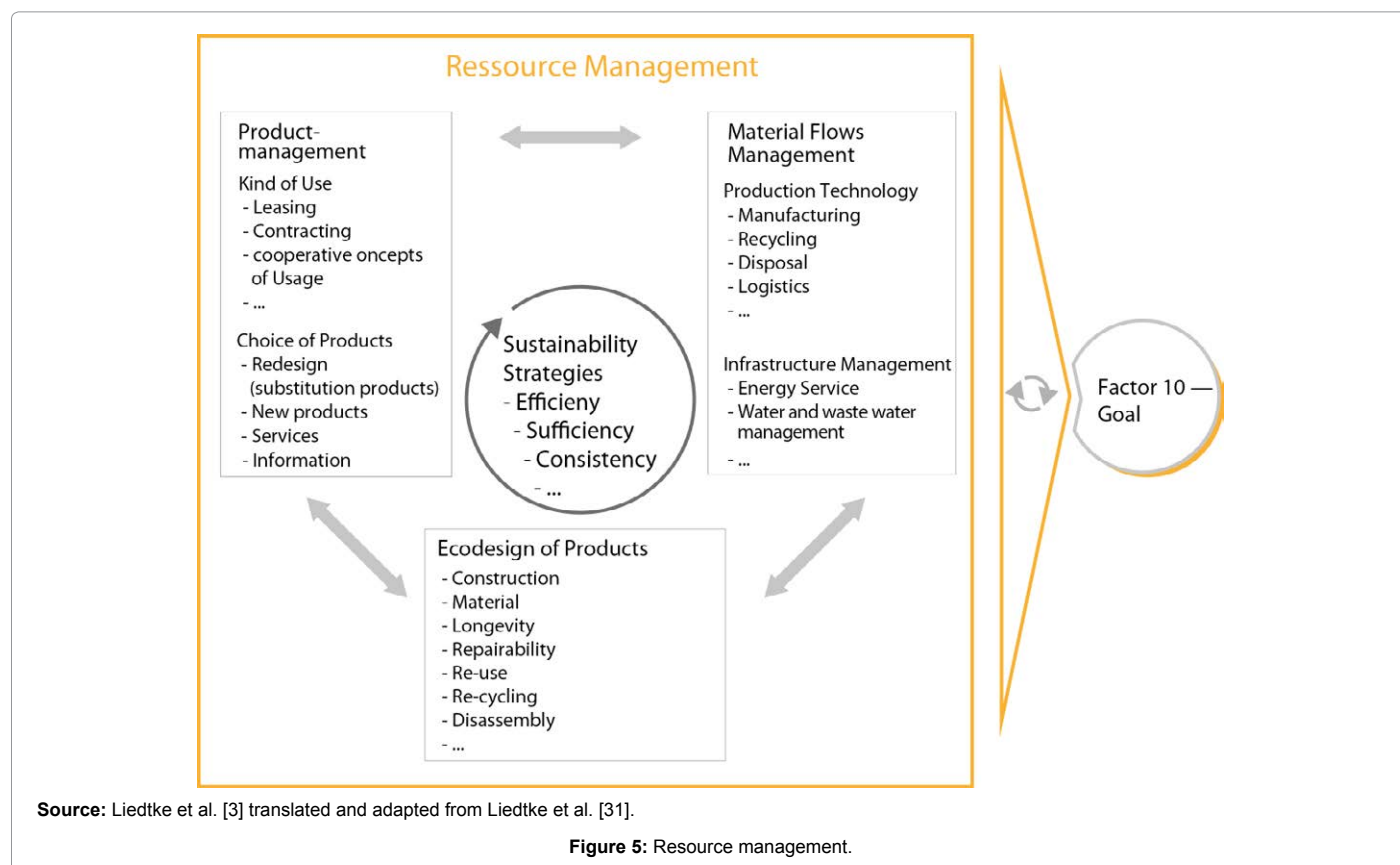 Ressource Management
Product-
management
Kind of Use
- Leasing
- Contracting
- cooperative oncepts
of Usage
- ...
Choice of Products
- Redesign
(substitution products)
- New products
- Services
- Information
Material Flows
Management
Production Technology
- Manufacturing
- Recycling
- Disposal
- Logistics
- ...
Infrastructure Management
- Energy Service
- Water and waste water
management
- ...
Sustainability
Strategies
- Efficieny
- Sufficiency
- Consistency
- ...
Ecodesign of Products
- Construction
- Material
- Longevity
- Repairability
- Re-use
- Re-cycling
- Disassembly
- ...
Factor 10 —
Goal
Source: Liedtke et al. [3] translated and adapted from Liedtke et al. [31].
Figure 5: Resource management.